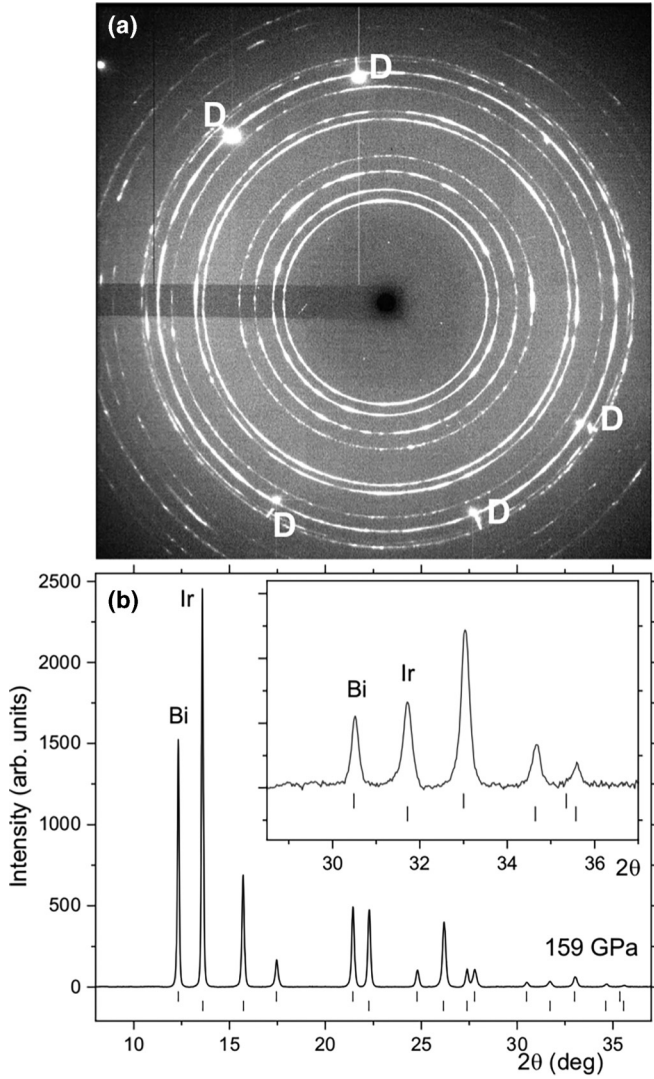 (a)
D
D
D
D
D
(b)
2500
2000
1500
1000
500
0
Intensity (arb. units)
Ir
Bi
Bi
Ir
30
32
34
36
2θ
159 GPa
10
15
20
25
30
35
2θ (deg)